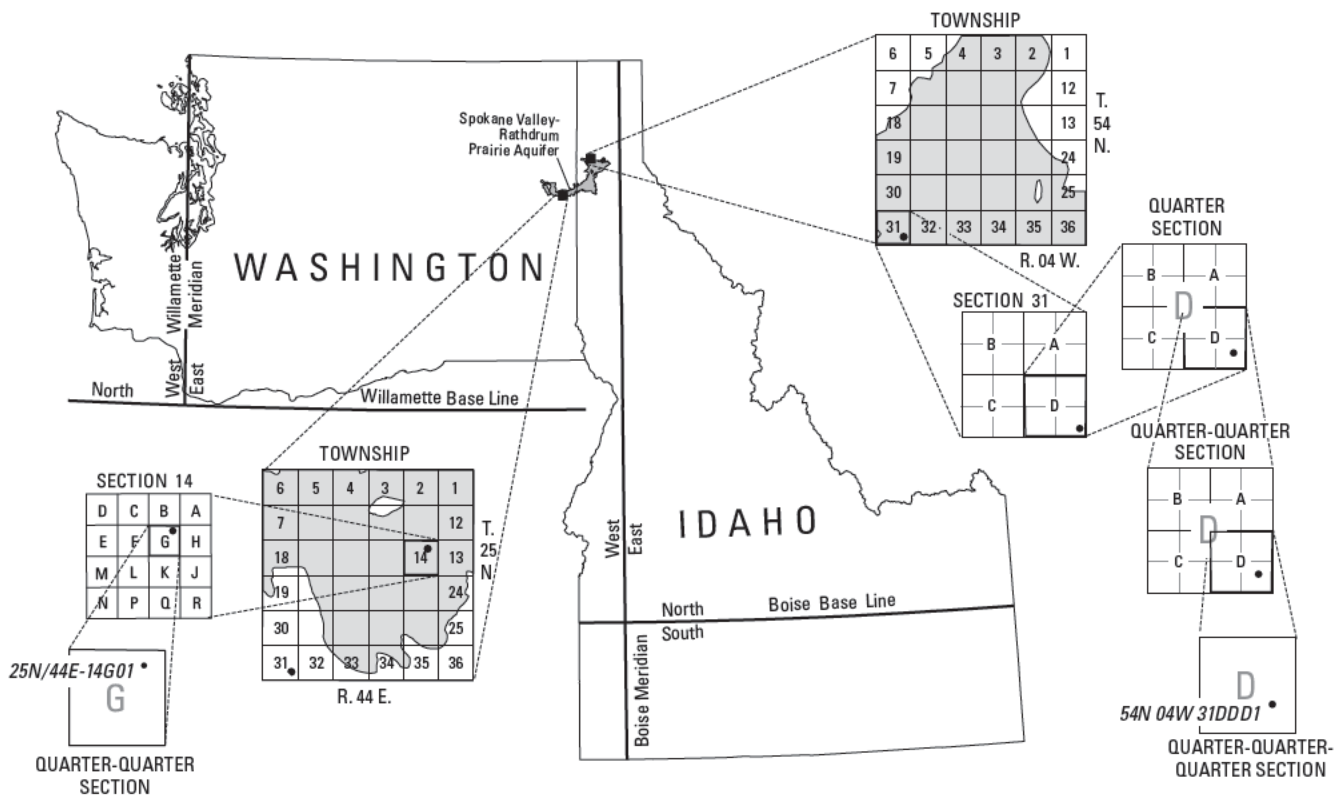 TOWNSHIP
6 5 4 3 2 1
7 12
18 13
19 24
30 25
31 32 33 34 35 36
T.
54
N.
R. 04 W.
Spokane Valley-
Rathdrum
Prairie Aquifer
WASHINGTON
Willamette
Meridian
West
East
North
Willamette Base Line
QUARTER
SECTION
B A
D
C D
SECTION 31
B A
C D
QUARTER-QUARTER
SECTION
B A
D
C D
D
54N 04W 31DDD1
QUARTER-QUARTER-
QUARTER SECTION
TOWNSHIP
6 5 4 3 2 1
7 12
18 14 13
19 24
30 25
31 32 33 34 35 36
T.
25
N
R. 44 E.
SECTION 14
D C B A
E F G H
M L K J
N P Q R
25N/44E-14G01
G
QUARTER-QUARTER
SECTION
IDAHO
West
East
North
South
Boise Base Line
Boise Meridian